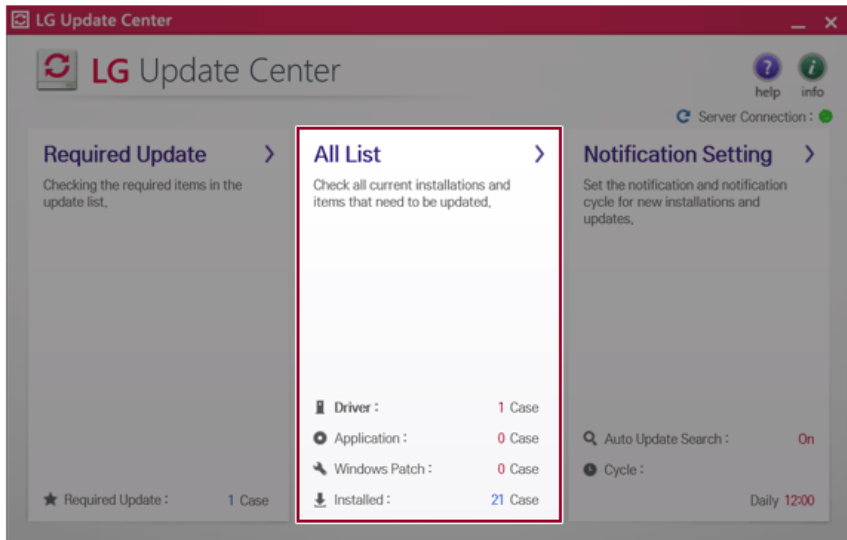 LG Update Center
LG Update Center
help
info
Server Connection :
Required Update
Checking the required items in the
update list.
Required Update : 1 Case
All List
Check all current installations and
items that need to be updated.
Driver : 1 Case
Application : 0 Case
Windows Patch : 0 Case
Installed : 21 Case
Notification Setting
Set the notification and notification
cycle for new installations and
updates.
Auto Update Search : On
Cycle :
Daily 12:00